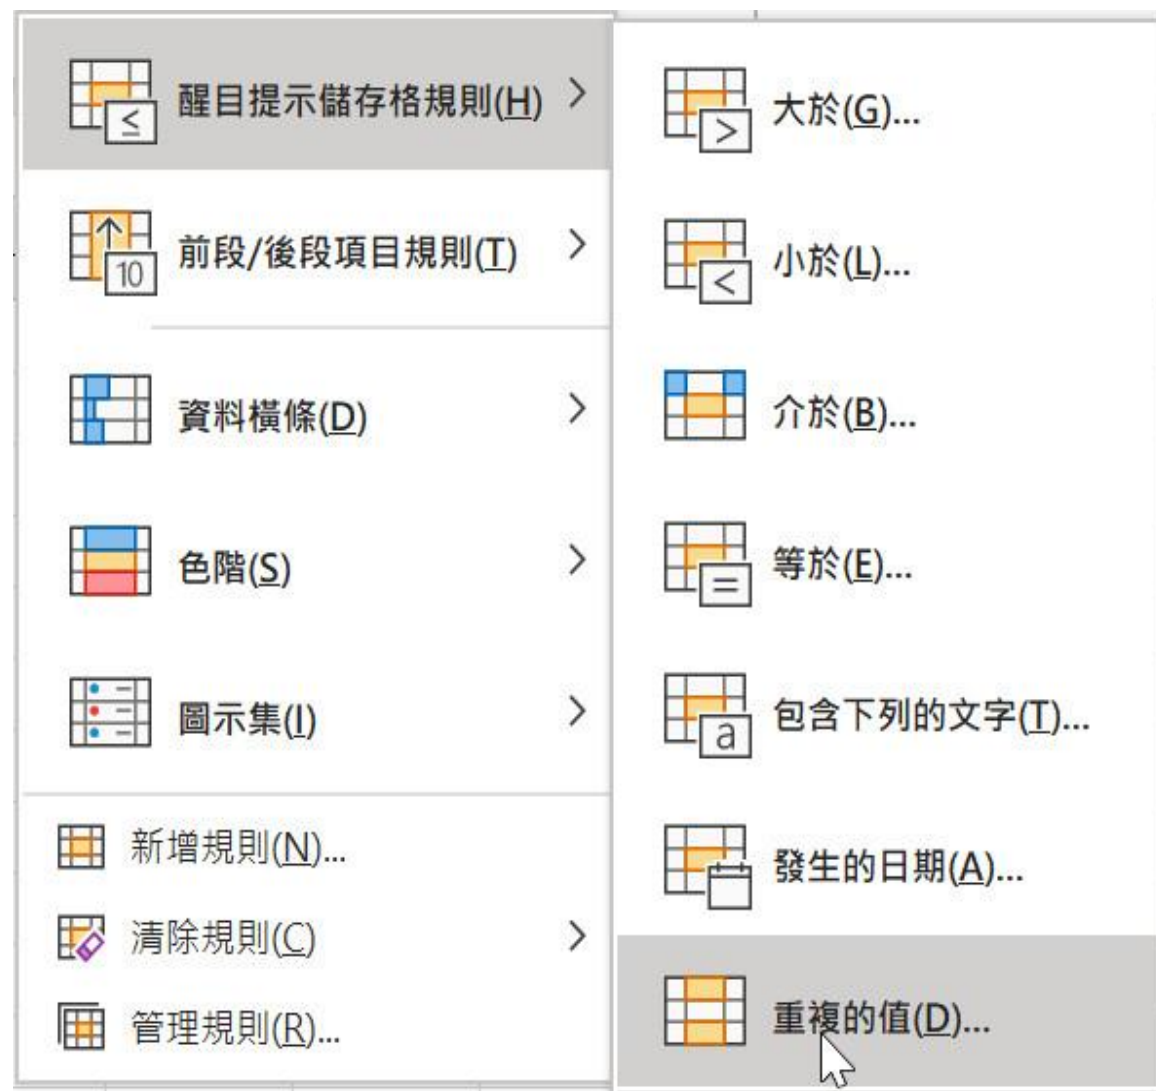 醒目提示儲存格規則(H)
前段/後段項目規則(T)
10
資料橫條(D)
色階(S)
圖示集(I)
新增規則(N)...
清除規則(C)
管理規則(R)...
大於(G)...
小於(L)...
介於(B)...
等於(E)...
包含下列的文字(T)...
a
發生的日期(A)...
重複的值(D)...